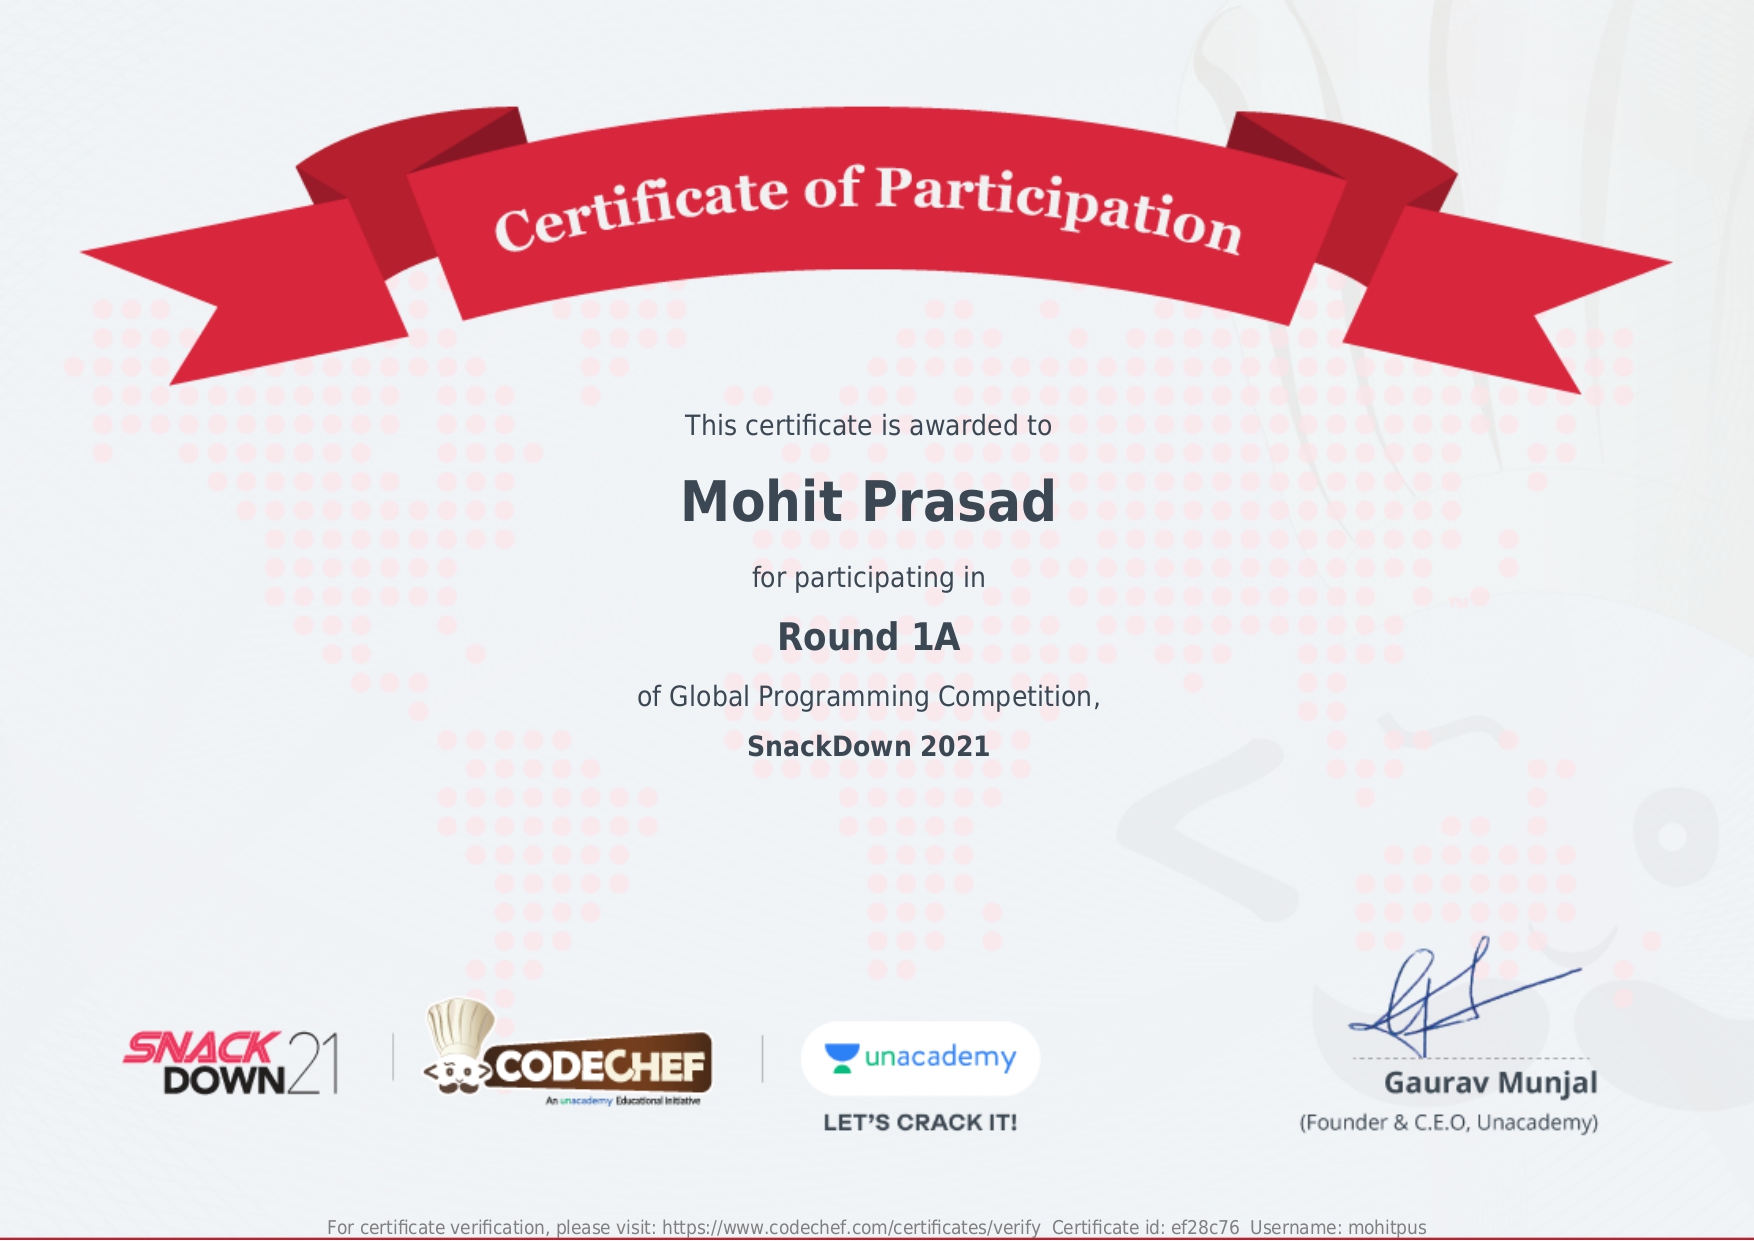 Certificate of Participation
This certificate is awarded to
Mohit Prasad
for participating in
Round 1A
of Global Programming Competition,
SnackDown 2021
SNACK
DOWN21
CODECHEF
An unacademy Educational Initiative
unacademy
LET'S CRACK IT!
Gaurav Munjal
(Founder & C.E.O, Unacademy)
For certificate verification, please visit: https://www.codechef.com/certificates/verify Certificate id: ef28c76 Username: mohitpus